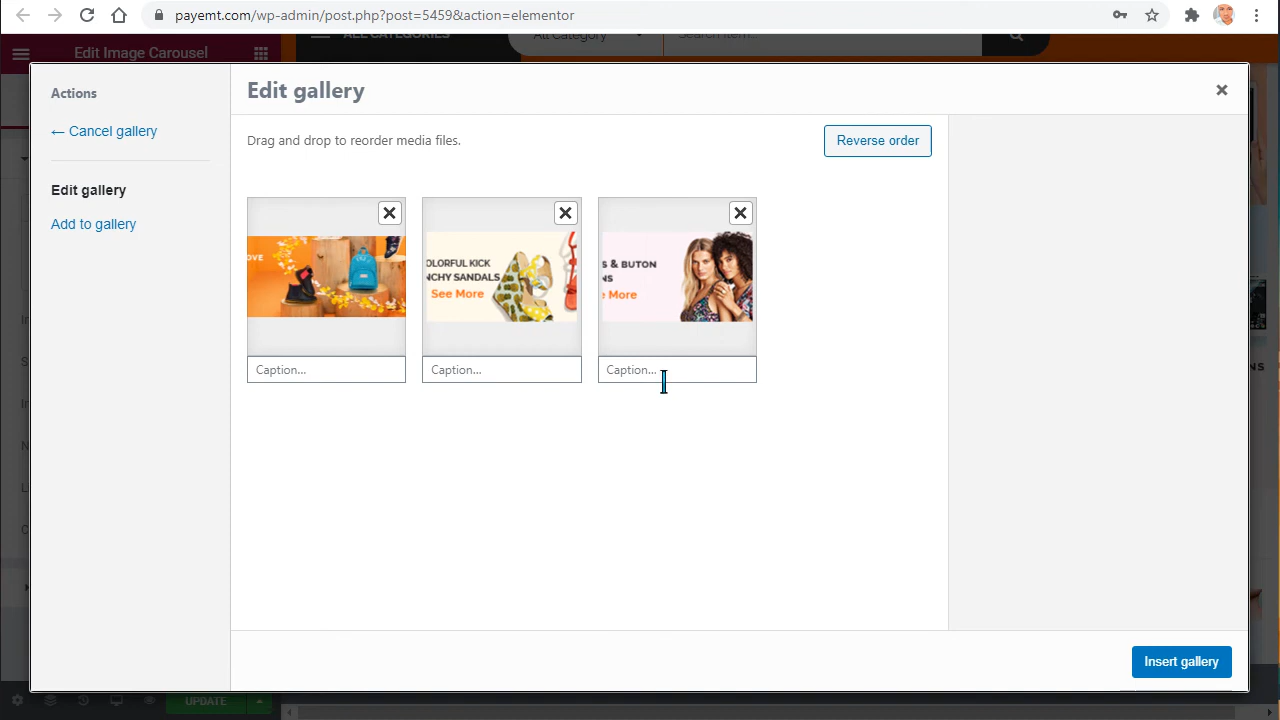 payemt.com/wp-admin/post.php?post=5459&action=elementor
Edit Image Carousel
ALL CATEGORIES
All Category
Search item...
Actions
← Cancel gallery
Edit gallery
Add to gallery
Edit gallery
Drag and drop to reorder media files.
Reverse order
OVE
OLORFUL KICK
NCHY SANDALS
See More
S & BUTON
NS
e More
Caption...
Caption...
Caption...
Insert gallery
UPDATE